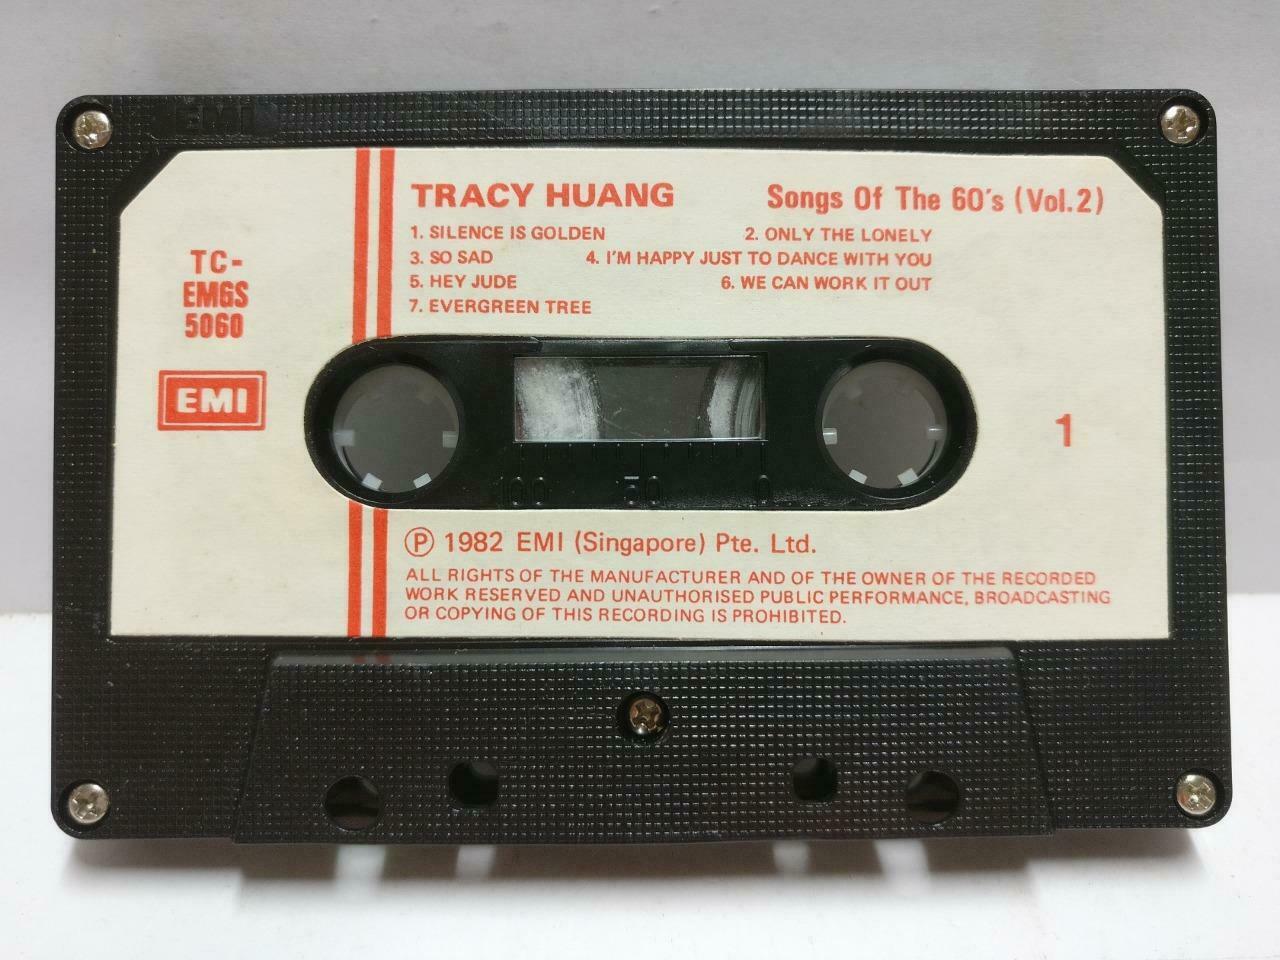 EMI
TRACY HUANG Songs Of The 60's (Vol.2)
1. SILENCE IS GOLDEN 2. ONLY THE LONELY
3. SO SAD 4. I'M HAPPY JUST TO DANCE WITH YOU
5. HEY JUDE 6. WE CAN WORK IT OUT
7. EVERGREEN TREE
TC-
EMGS
5060
EMI
1
100 50 0
Ⓟ 1982 EMI (Singapore) Pte. Ltd.
ALL RIGHTS OF THE MANUFACTURER AND OF THE OWNER OF THE RECORDED
WORK RESERVED AND UNAUTHORISED PUBLIC PERFORMANCE, BROADCASTING
OR COPYING OF THIS RECORDING IS PROHIBITED.